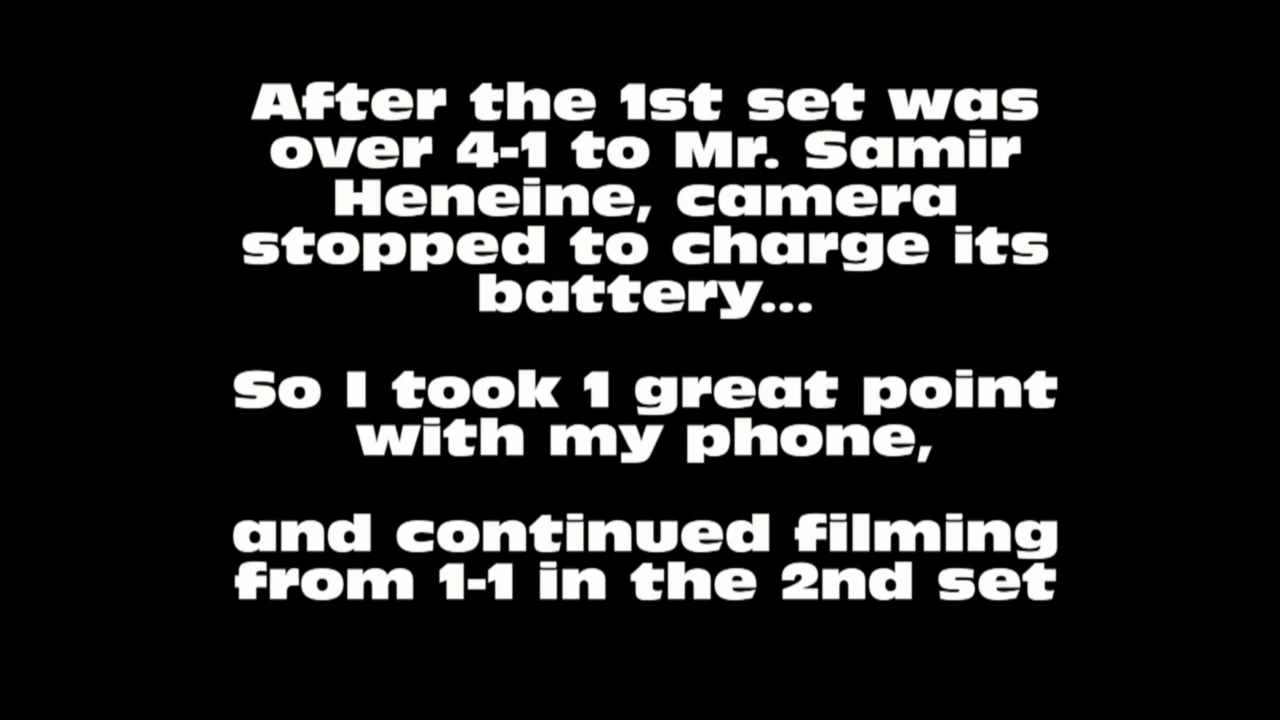 After the 1st set was
over 4-1 to Mr. Samir
Heneine, camera
stopped to charge its
battery...
So I took 1 great point
with my phone,
and continued filming
from 1-1 in the 2nd set